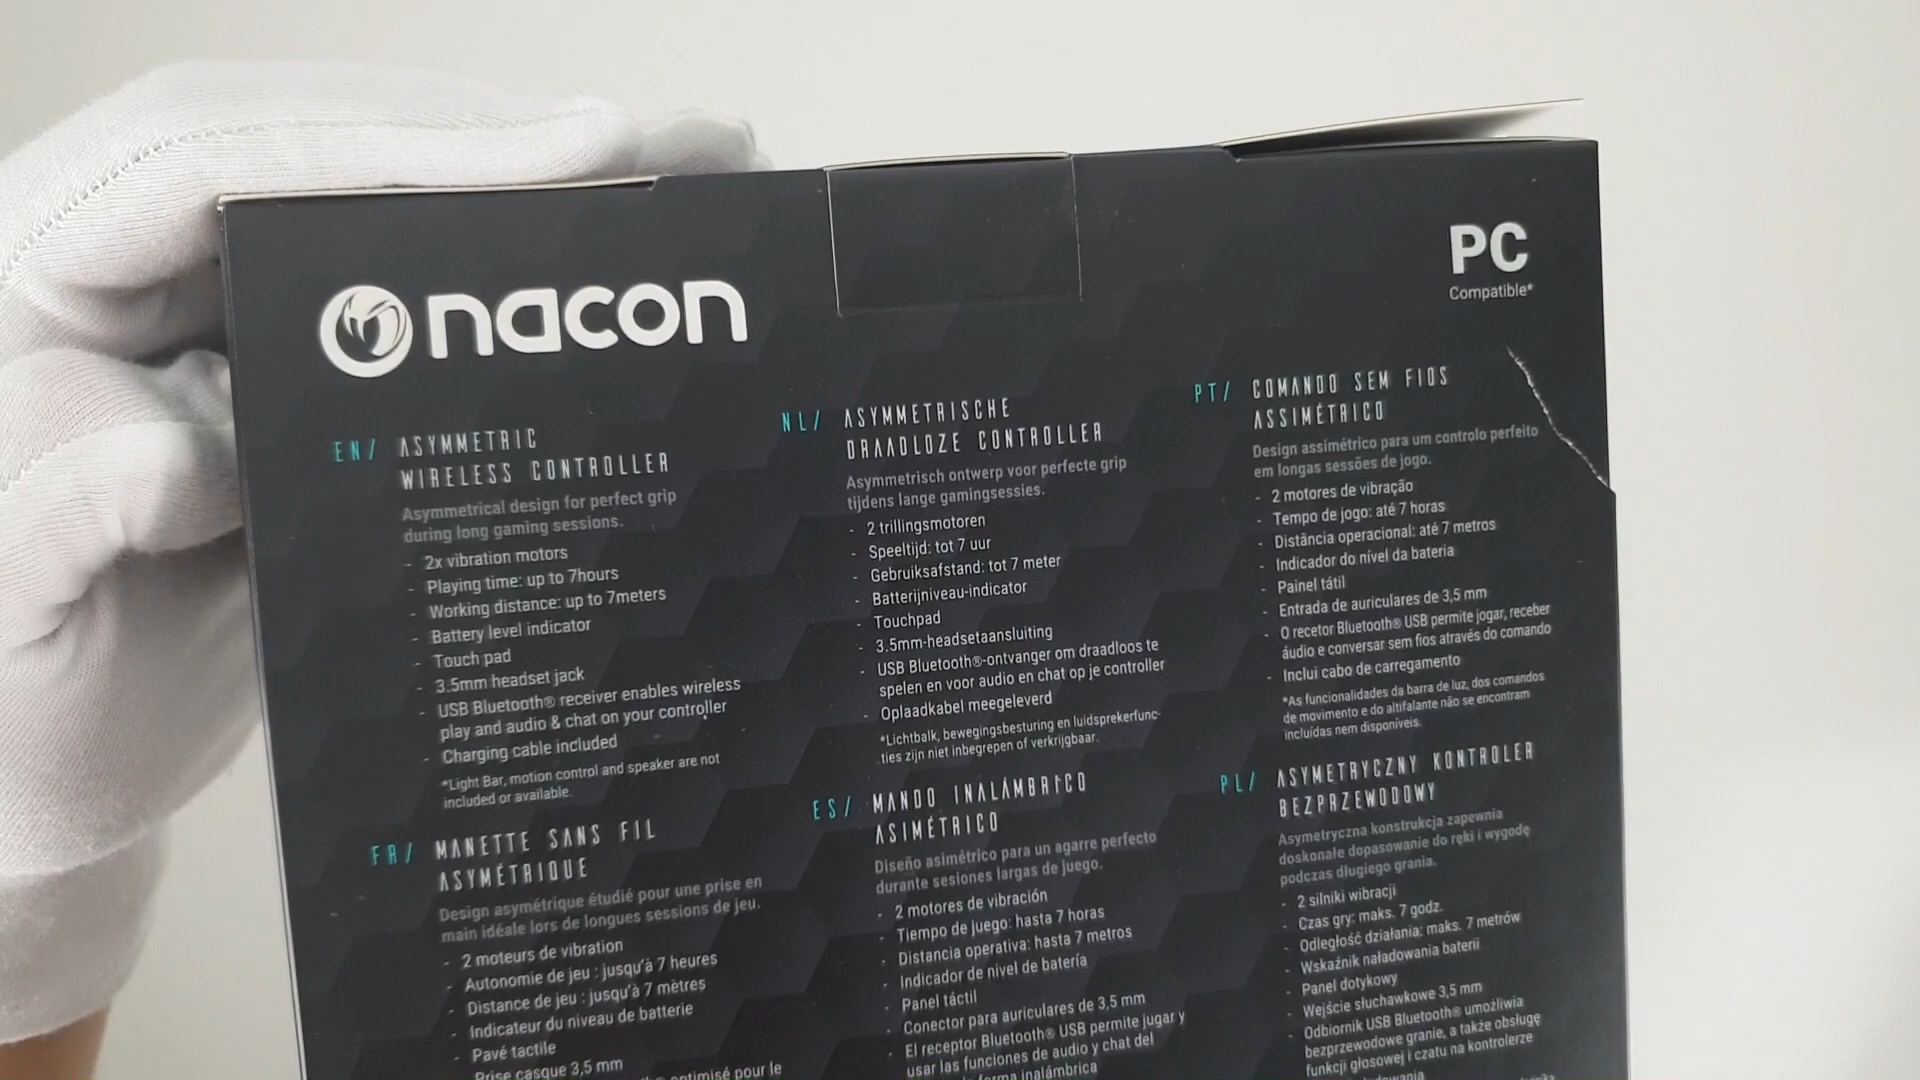 nacon
PC
Compatible*
EN/ ASYMMETRIC
WIRELESS CONTROLLER
Asymmetrical design for perfect grip
during long gaming sessions.
- 2x vibration motors
- Playing time: up to 7hours
- Working distance: up to 7meters
- Battery level indicator
- Touch pad
- 3.5mm headset jack
- USB Bluetooth® receiver enables wireless
play and audio & chat on your controller
- Charging cable included
*Light Bar, motion control and speaker are not
included or available.
FR/ MANETTE SANS FIL
ASYMÉTRIQUE
Design asymétrique étudié pour une prise en
main idéale lors de longues sessions de jeu.
- 2 moteurs de vibration
- Autonomie de jeu : jusqu'à 7 heures
- Distance de jeu : jusqu'à 7 mètres
- Indicateur du niveau de batterie
- Pavé tactile
- Prise casque 3,5 mm
optimisé pour le
NL/ ASYMMETRISCHE
DRAADLOZE CONTROLLER
Asymmetrisch ontwerp voor perfecte grip
tijdens lange gamingsessies.
- 2 trillingsmotoren
- Speeltijd: tot 7 uur
- Gebruiksafstand: tot 7 meter
- Batterijniveau-indicator
- Touchpad
- 3.5mm-headsetaansluiting
- USB Bluetooth®-ontvanger om draadloos te
spelen en voor audio en chat op je controller
- Oplaadkabel meegeleverd
*Lichtbalk, bewegingsbesturing en luidsprekerfunc-
ties zijn niet inbegrepen of verkrijgbaar.
ES/ MANDO INALÁMBRICO
ASIMÉTRICO
Diseño asimétrico para un agarre perfecto
durante sesiones largas de juego.
- 2 motores de vibración
- Tiempo de juego: hasta 7 horas
- Distancia operativa: hasta 7 metros
- Indicador de nivel de batería
- Panel táctil
- Conector para auriculares de 3,5 mm
- El receptor Bluetooth® USB permite jugar y
usar las funciones de audio y chat del
forma inalámbrica
PT/ COMANDO SEM FIOS
ASSIMÉTRICO
Design assimétrico para um controlo perfeito
em longas sessões de jogo.
- 2 motores de vibração
- Tempo de jogo: até 7 horas
- Distância operacional: até 7 metros
- Indicador do nível da bateria
- Painel tátil
- Entrada de auriculares de 3,5 mm
- O recetor Bluetooth® USB permite jogar, receber
áudio e conversar sem fios através do comando
- Inclui cabo de carregamento
*As funcionalidades da barra de luz, dos comandos
de movimento e do altifalante não se encontram
incluídas nem disponíveis.
PL/ ASYMETRYCZNY KONTROLER
BEZPRZEWODOWY
Asymetryczna konstrukcja zapewnia
doskonałe dopasowanie do ręki i wygodę
podczas długiego grania.
- 2 silniki wibracji
- Czas gry: maks. 7 godz.
- Odległość działania: maks. 7 metrów
- Wskaźnik naładowania baterii
- Panel dotykowy
- Wejście słuchawkowe 3,5 mm
- Odbiornik USB Bluetooth® umożliwia
bezprzewodowe granie, a także obsługę
funkcji głosowej i czatu na kontrolerze